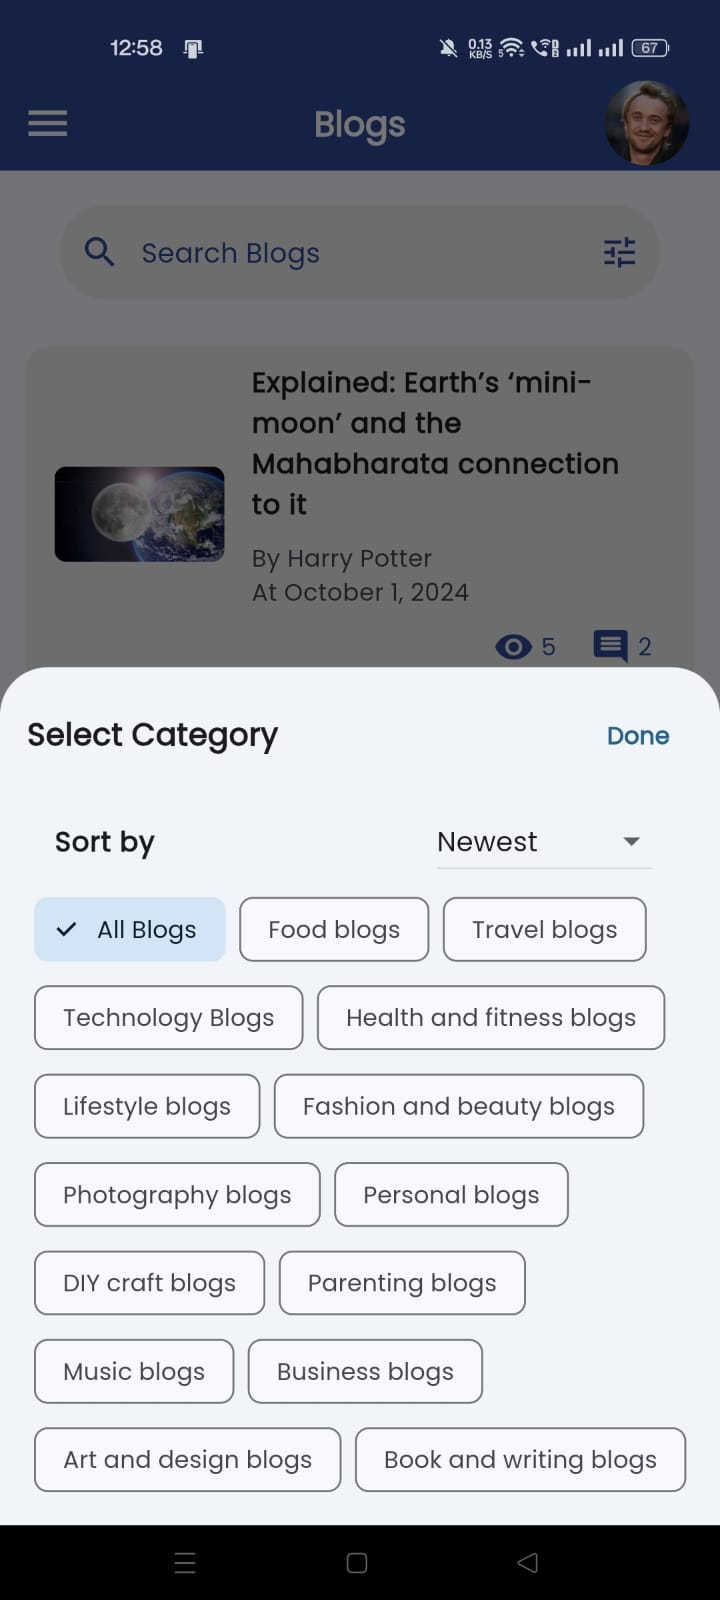 12:58 0.13 KB/S 5 67
Blogs
Search Blogs
Explained: Earth's ‘mini-
moon’ and the
Mahabharata connection
to it
By Harry Potter
At October 1, 2024
5 2
Select Category Done
Sort by Newest
All Blogs Food blogs Travel blogs
Technology Blogs Health and fitness blogs
Lifestyle blogs Fashion and beauty blogs
Photography blogs Personal blogs
DIY craft blogs Parenting blogs
Music blogs Business blogs
Art and design blogs Book and writing blogs